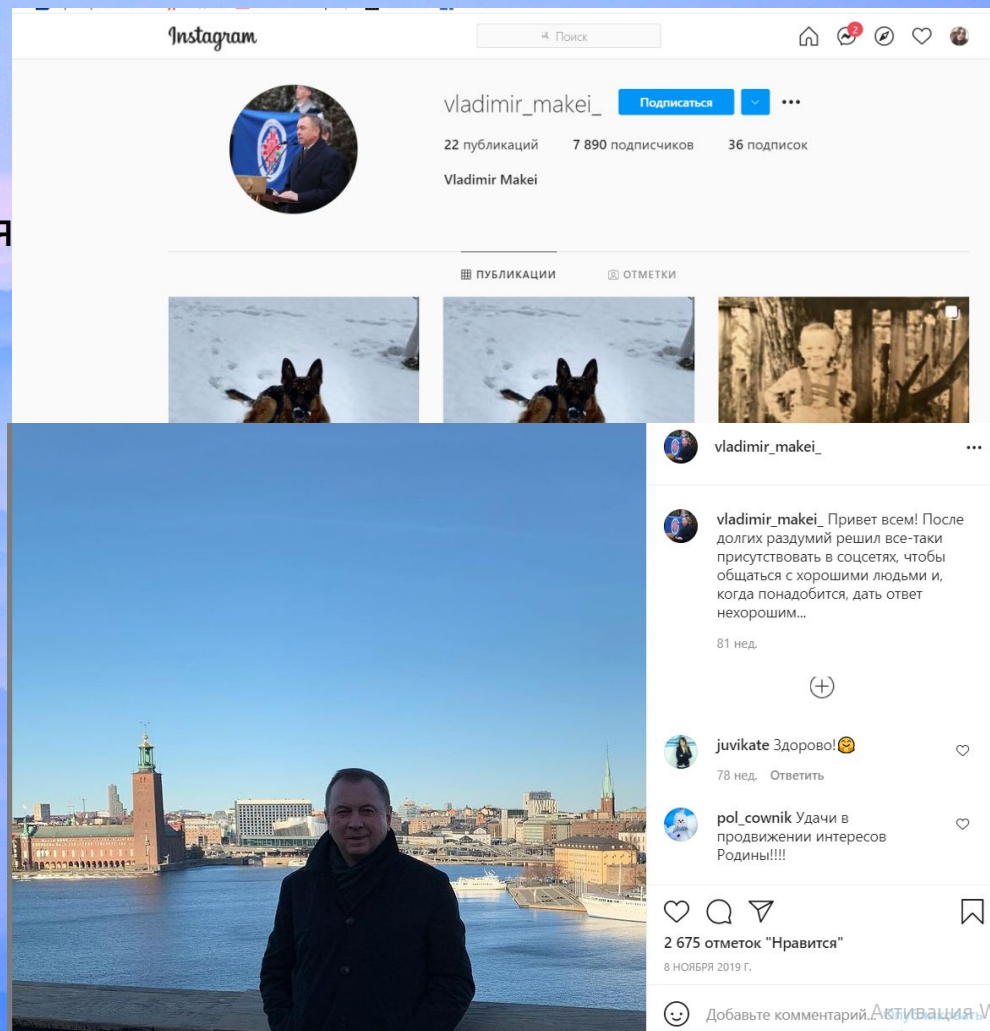 Instagram
Поиск
2
vladimir_makei_
Подписаться
22 публикаций 7 890 подписчиков 36 подписок
Vladimir Makei
я
ПУБЛИКАЦИИ ОТМЕТКИ
vladimir_makei_
vladimir_makei_ Привет всем! После
долгих раздумий решил все-таки
присутствовать в соцсетях, чтобы
общаться с хорошими людьми и,
когда понадобится, дать ответ
нехорошим...
81 нед.
juvikate Здорово!🤗
78 нед. Ответить
pol_cownik Удачи в
продвижении интересов
Родины!!!!
2 675 отметок "Нравится"
8 НОЯБРЯ 2019 Г.
Добавьте комментарий...
Активация W